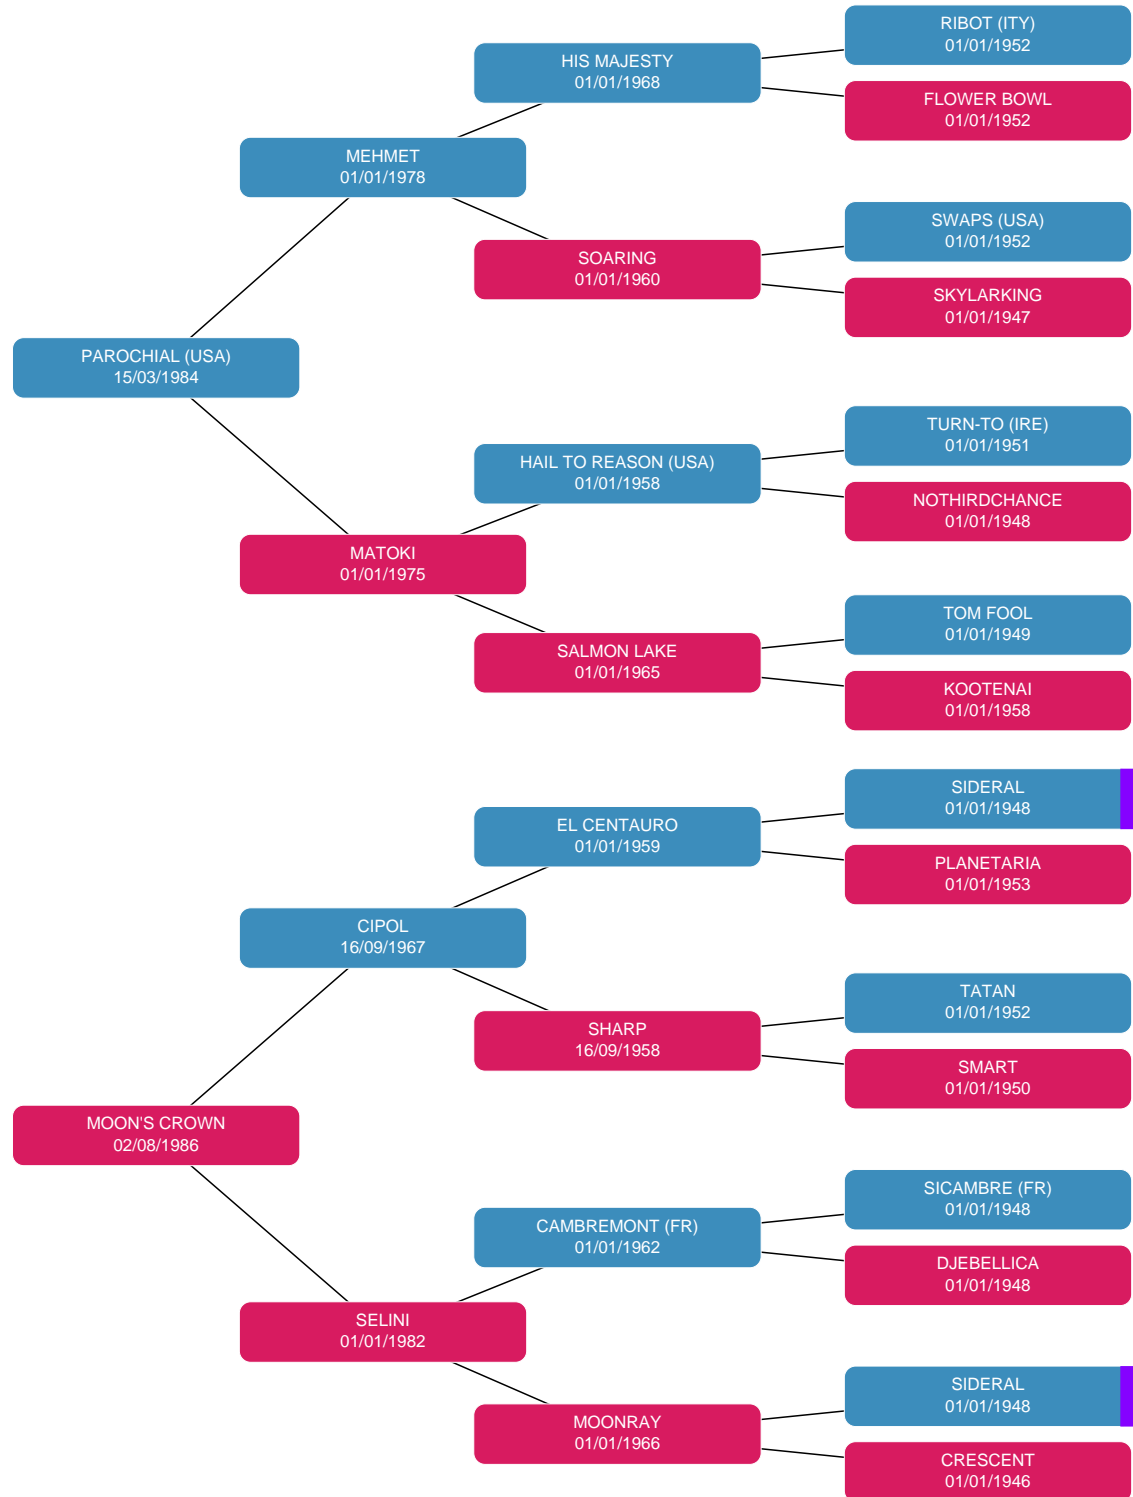 RIBOT (ITY)
01/01/1952
HIS MAJESTY
01/01/1968
FLOWER BOWL
01/01/1952
MEHMET
01/01/1978
SWAPS (USA)
01/01/1952
SOARING
01/01/1960
SKYLARKING
01/01/1947
PAROCHIAL (USA)
15/03/1984
TURN-TO (IRE)
01/01/1951
HAIL TO REASON (USA)
01/01/1958
NOTHIRDCHANCE
01/01/1948
MATOKI
01/01/1975
TOM FOOL
01/01/1949
SALMON LAKE
01/01/1965
KOOTENAI
01/01/1958
SIDERAL
01/01/1948
EL CENTAURO
01/01/1959
PLANETARIA
01/01/1953
CIPOL
16/09/1967
TATAN
01/01/1952
SHARP
16/09/1958
SMART
01/01/1950
MOON'S CROWN
02/08/1986
SICAMBRE (FR)
01/01/1948
CAMBREMONT (FR)
01/01/1962
DJEBELLICA
01/01/1948
SELINI
01/01/1982
SIDERAL
01/01/1948
MOONRAY
01/01/1966
CRESCENT
01/01/1946